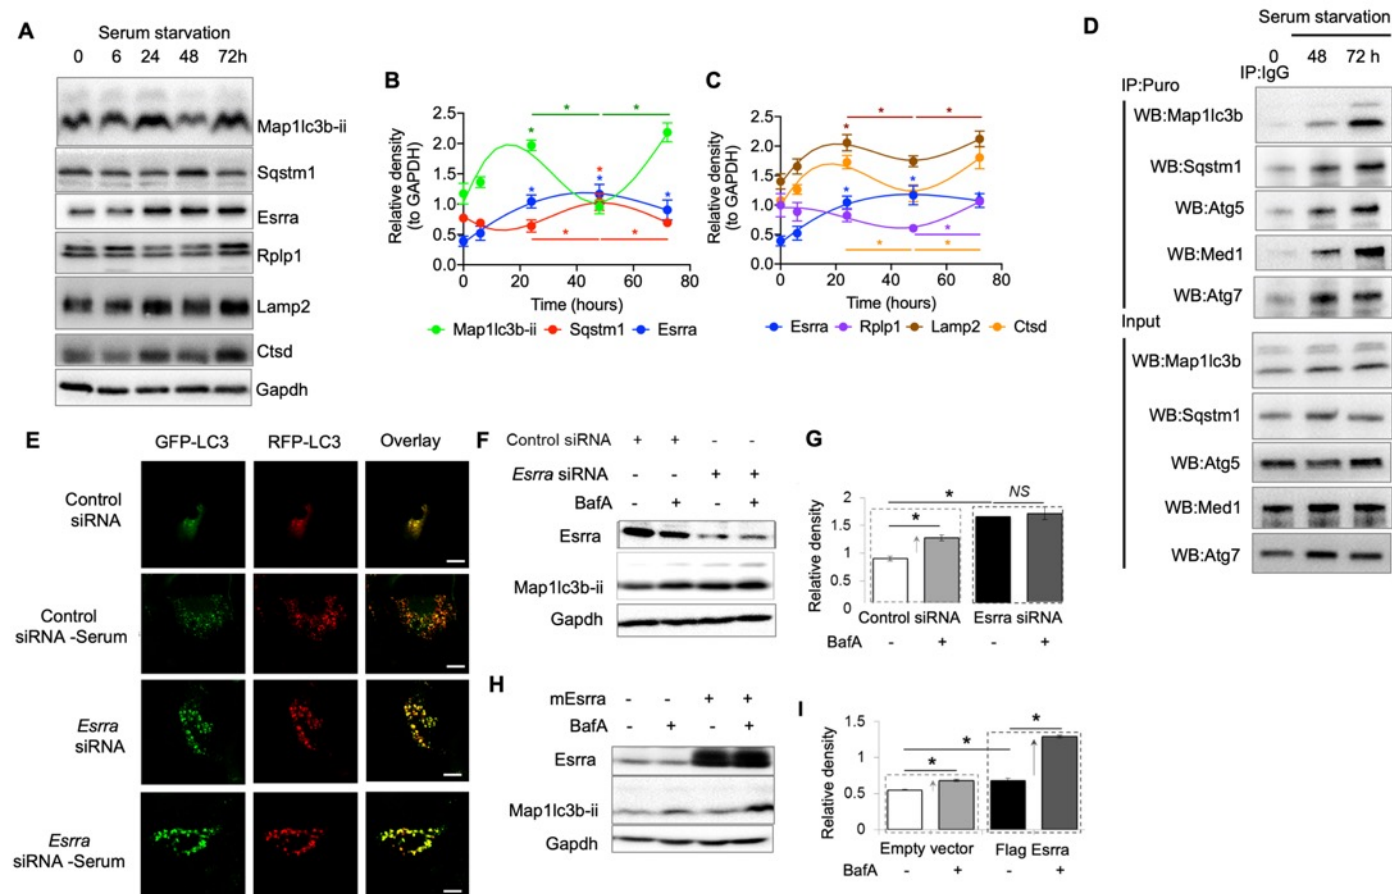 A
Serum starvation
0 6 24 48 72h
Map1lc3b-ii
Sqstm1
Esrra
Rplp1
Lamp2
Ctsd
Gapdh
B
Relative density
(to GAPDH)
2.5
2.0
1.5
1.0
0.5
0.0
* * * * * * * * *
0 20 40 60 80
Time (hours)
Map1lc3b-ii Sqstm1 Esrra
C
Relative density
(to GAPDH)
2.5
2.0
1.5
1.0
0.5
0.0
* * * * * * * * *
0 20 40 60 80
Time (hours)
Esrra Rplp1 Lamp2 Ctsd
D
Serum starvation
0 48 72 h
IP:IgG
IP:Puro
WB:Map1lc3b
WB:Sqstm1
WB:Atg5
WB:Med1
WB:Atg7
Input
WB:Map1lc3b
WB:Sqstm1
WB:Atg5
WB:Med1
WB:Atg7
E
GFP-LC3 RFP-LC3 Overlay
Control
siRNA
Control
siRNA -Serum
Esrra
siRNA
Esrra
siRNA -Serum
F
Control siRNA + + - -
Esrra siRNA - - + +
BafA - + - +
Esrra
Map1lc3b-ii
Gapdh
G
Relative density
2
1.5
1
0.5
0
* * NS
Control siRNA Esrra siRNA
BafA - + - +
H
mEsrra - - + +
BafA - + - +
Esrra
Map1lc3b-ii
Gapdh
I
Relative density
1.5
1
0.5
0
* * *
Empty vector Flag Esrra
BafA - + - +